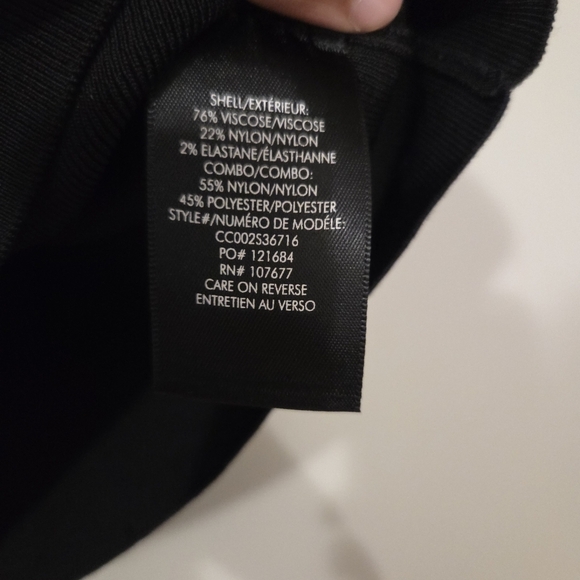 SHELL/EXTÉRIEUR:
76% VISCOSE/VISCOSE
22% NYLON/NYLON
2% ELASTANE/ÉLASTHANNE
COMBO/COMBO:
55% NYLON/NYLON
45% POLYESTER/POLYESTER
STYLE#/NUMÉRO DE MODÉLE:
CC002S36716
PO# 121684
RN# 107677
CARE ON REVERSE
ENTRETIEN AU VERSO